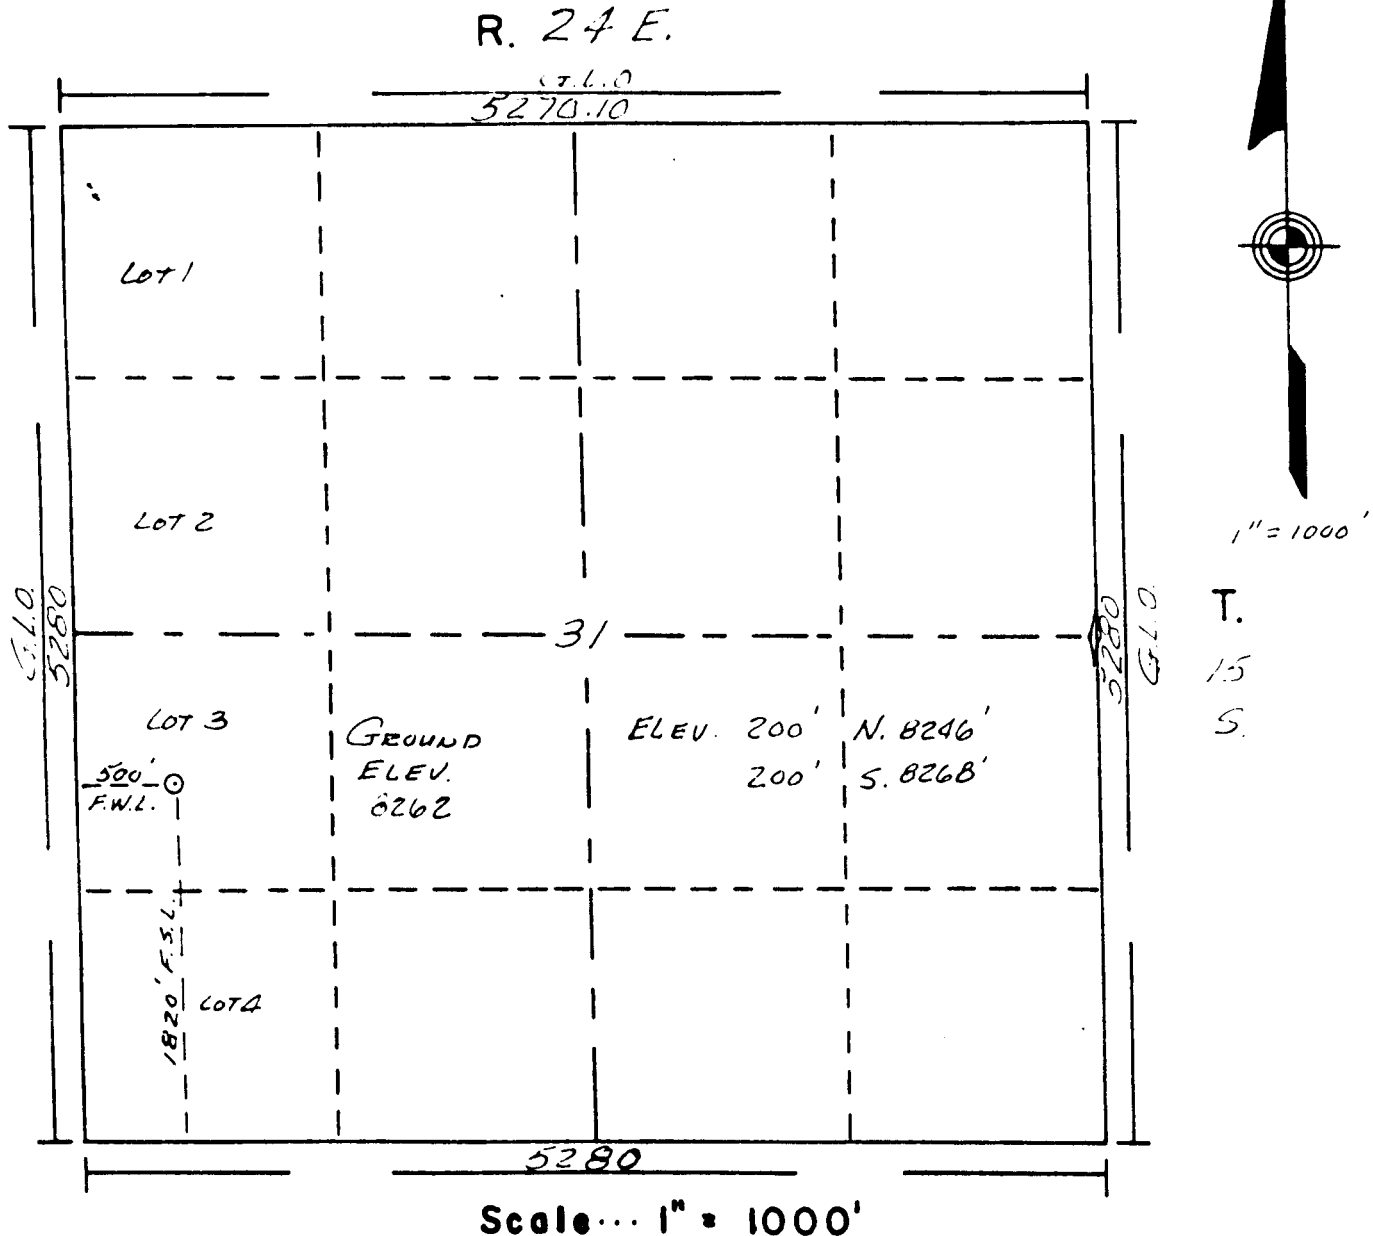 R. 24 E.
G.L.O
5270.10
LOT 1
LOT 2
1" = 1000'
G.L.O.
5280
31
5280
G.L.O.
T.
15
S.
LOT 3
GROUND
ELEV.
8262
ELEV. 200' N. 8246'
200' S. 8268'
500'
F.W.L.
1820' F.S.L.
LOT 4
5280
Scale... 1" = 1000'